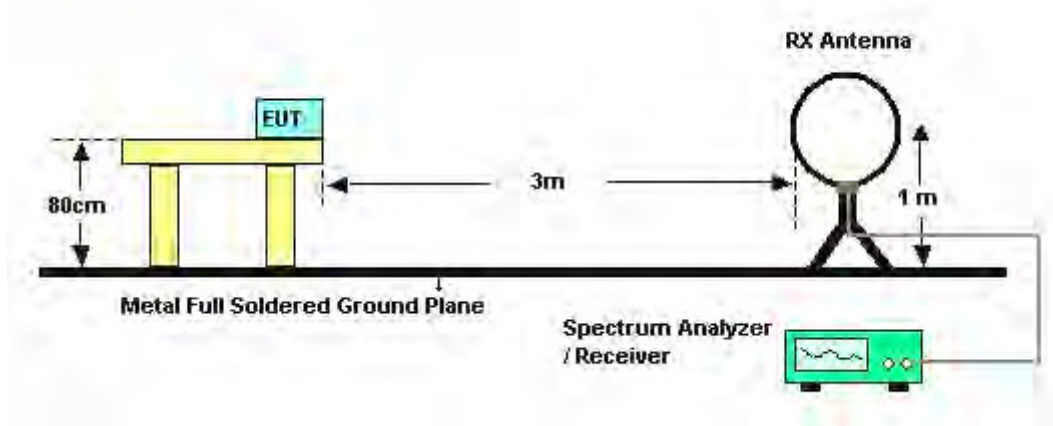 RX Antenna
EUT
3m
80cm
1 m
Metal Full Soldered Ground Plane
Spectrum Analyzer
/ Receiver